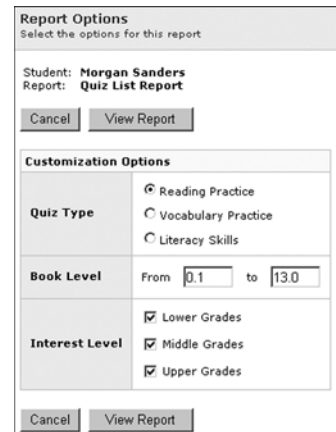 Report Options
Select the options for this report
Student: Morgan Sanders
Report: Quiz List Report
Cancel View Report
Customization Options
Quiz Type
Reading Practice
Vocabulary Practice
Literacy Skills
Book Level From 0.1 to 13.0
Interest Level
Lower Grades
Middle Grades
Upper Grades
Cancel View Report